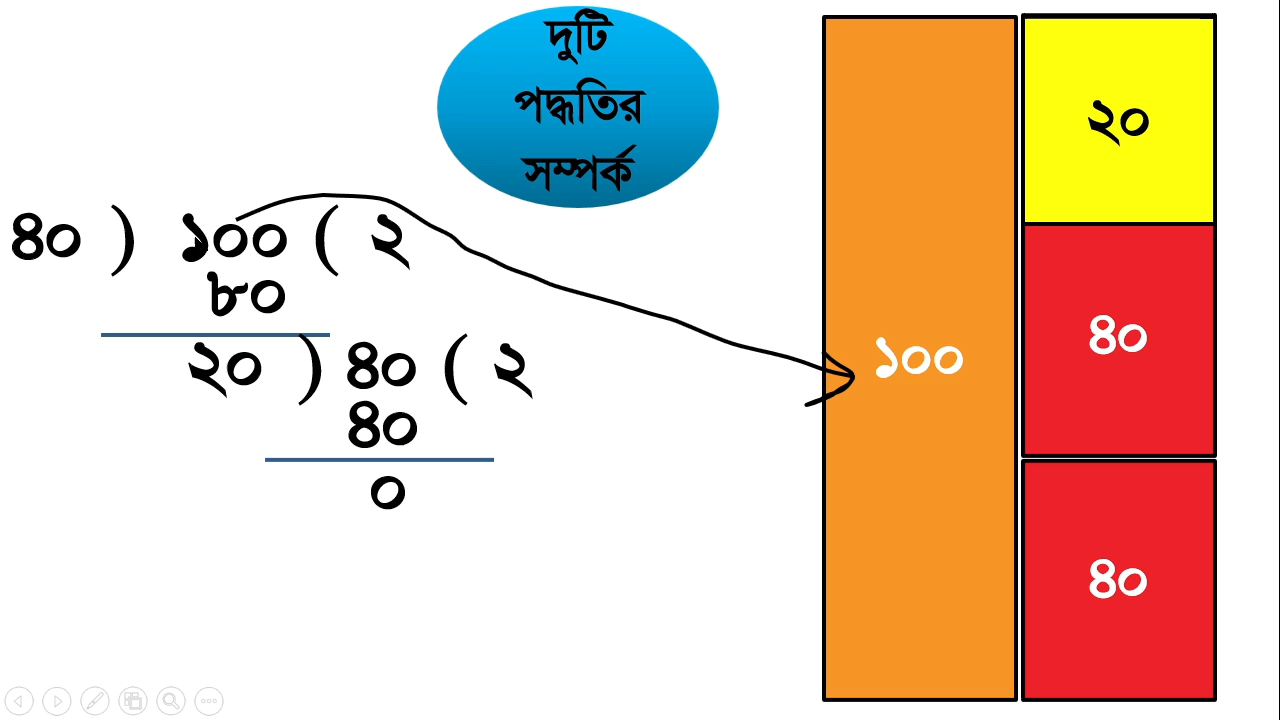 দুটি
পদ্ধতির
সম্পর্ক
৪০ ) ১০০ ( ২
৮০
২০ ) ৪০ ( ২
৪০
০
১০০
২০
৪০
৪০